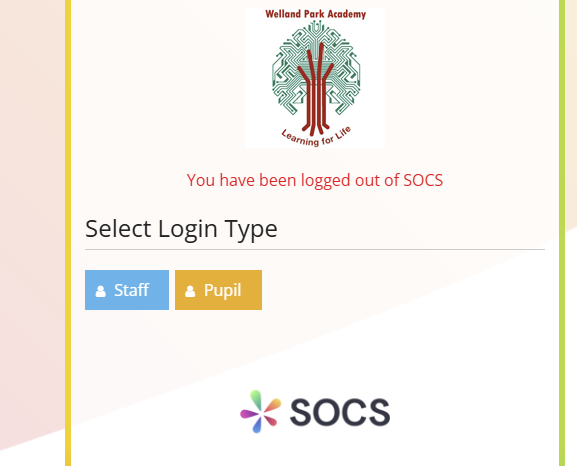 Welland Park Academy
Learning for Life
You have been logged out of SOCS
Select Login Type
Staff
Pupil
SOCS